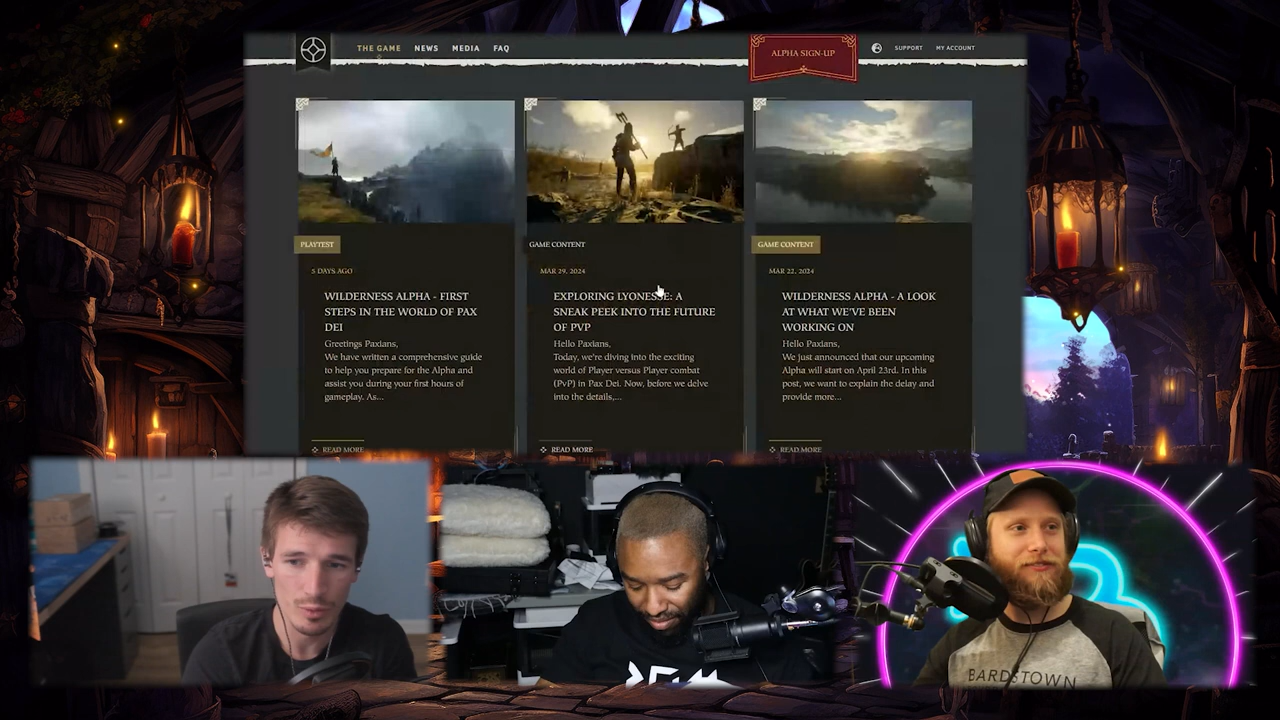 THE GAME NEWS MEDIA FAQ
ALPHA SIGN-UP
SUPPORT MY ACCOUNT
PLAYTEST
5 DAYS AGO
WILDERNESS ALPHA - FIRST
STEPS IN THE WORLD OF PAX
DEI
Greetings Paxians,
We have written a comprehensive guide
to help you prepare for the Alpha and
assist you during your first hours of
gameplay. As...
READ MORE
GAME CONTENT
MAR 29, 2024
EXPLORING LYONESSE: A
SNEAK PEEK INTO THE FUTURE
OF PVP
Hello Paxians,
Today, we're diving into the exciting
world of Player versus Player combat
(PvP) in Pax Dei. Now, before we delve
into the details,...
READ MORE
GAME CONTENT
MAR 22, 2024
WILDERNESS ALPHA - A LOOK
AT WHAT WE'VE BEEN
WORKING ON
Hello Paxians,
We just announced that our upcoming
Alpha will start on April 23rd. In this
post, we want to explain the delay and
provide more...
READ MORE
BARDSTOWN